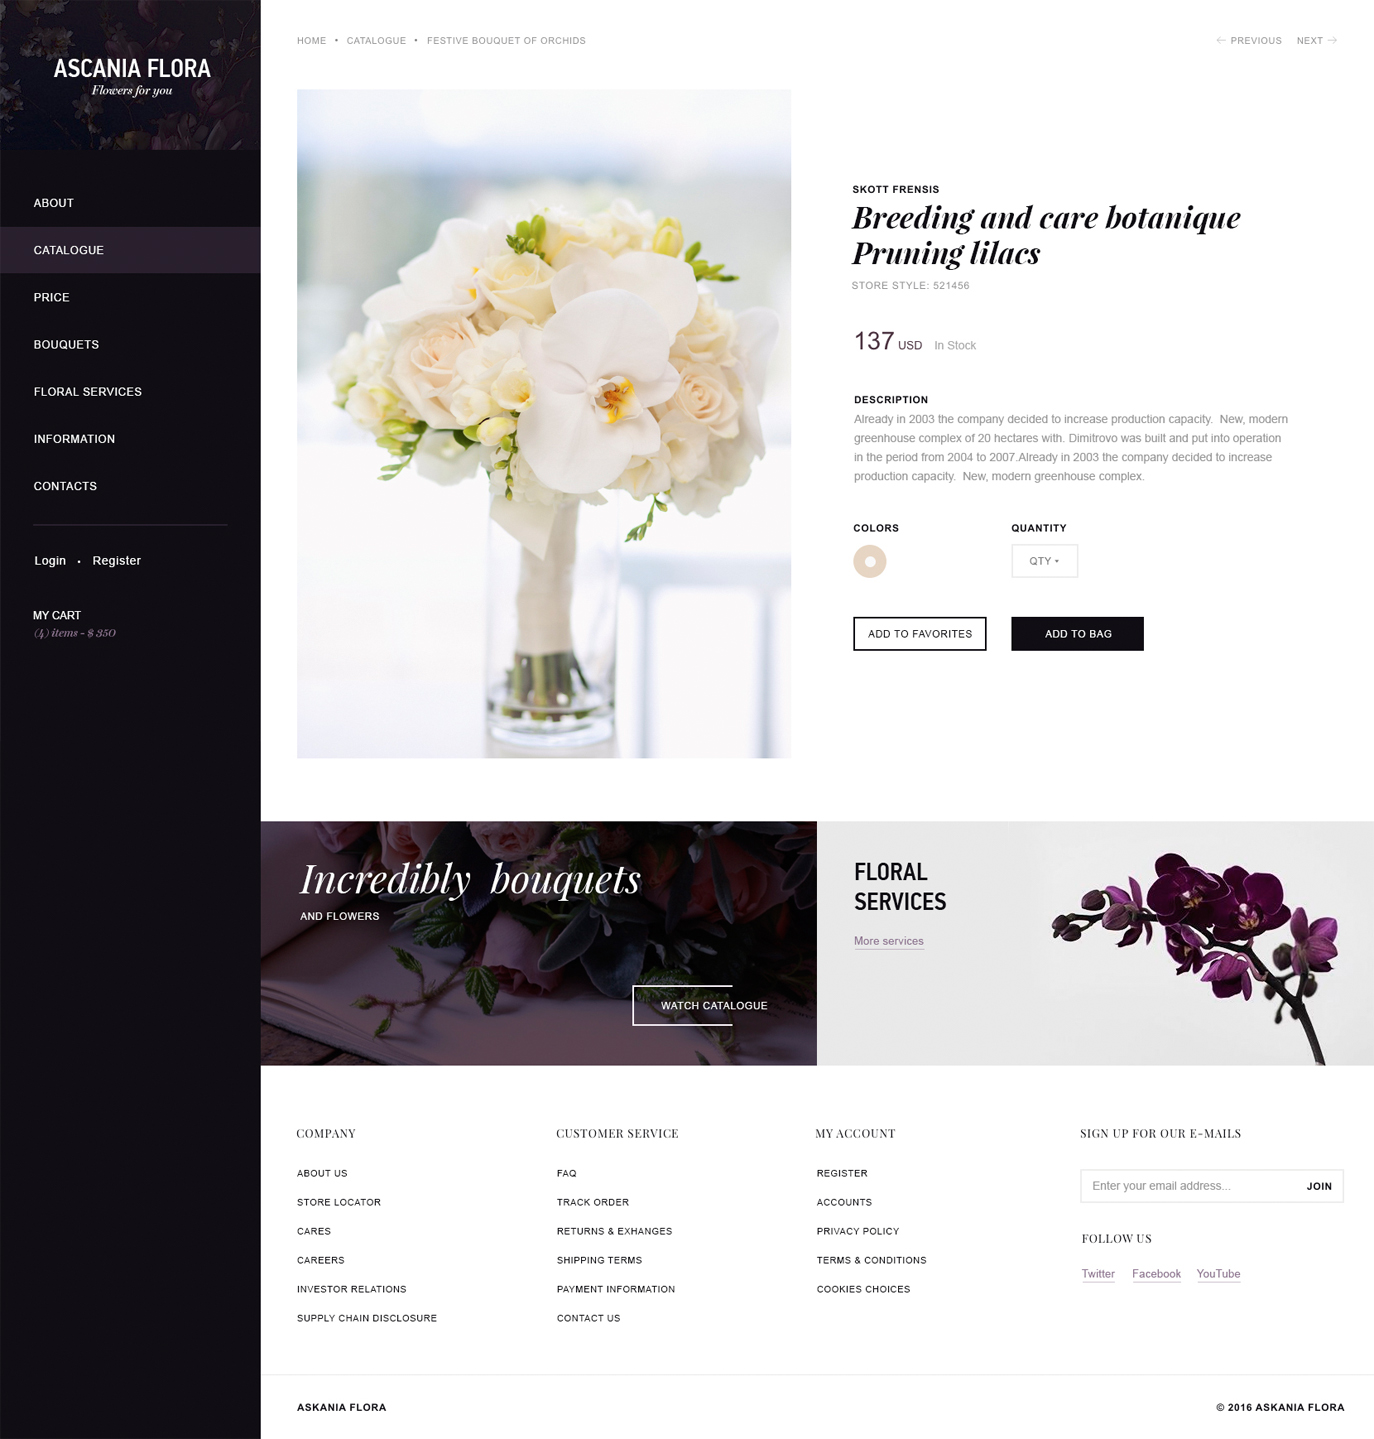 ASCANIA FLORA
Flowers for you
ABOUT
CATALOGUE
PRICE
BOUQUETS
FLORAL SERVICES
INFORMATION
CONTACTS
Login • Register
MY CART
(4) items - $ 350
HOME • CATALOGUE • FESTIVE BOUQUET OF ORCHIDS
← PREVIOUS NEXT →
SKOTT FRENSIS
Breeding and care botanique
Pruning lilacs
STORE STYLE: 521456
137 USD In Stock
DESCRIPTION
Already in 2003 the company decided to increase production capacity.  New, modern
greenhouse complex of 20 hectares with. Dimitrovo was built and put into operation
in the period from 2004 to 2007.Already in 2003 the company decided to increase
production capacity.  New, modern greenhouse complex.
COLORS QUANTITY
QTY
ADD TO FAVORITES ADD TO BAG
Incredibly bouquets
AND FLOWERS
WATCH CATALOGUE
FLORAL
SERVICES
More services
COMPANY
ABOUT US
STORE LOCATOR
CARES
CAREERS
INVESTOR RELATIONS
SUPPLY CHAIN DISCLOSURE
CUSTOMER SERVICE
FAQ
TRACK ORDER
RETURNS & EXHANGES
SHIPPING TERMS
PAYMENT INFORMATION
CONTACT US
MY ACCOUNT
REGISTER
ACCOUNTS
PRIVACY POLICY
TERMS & CONDITIONS
COOKIES CHOICES
SIGN UP FOR OUR E-MAILS
Enter your email address... JOIN
FOLLOW US
Twitter Facebook YouTube
ASKANIA FLORA
© 2016 ASKANIA FLORA